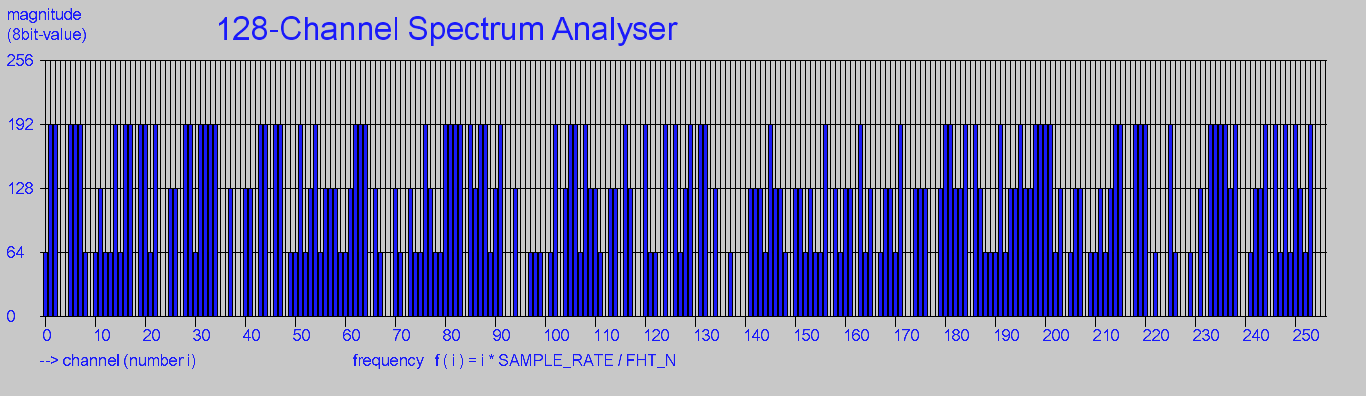 magnitude
(8bit-value)
128-Channel Spectrum Analyser
256
192
128
64
0
0 10 20 30 40 50 60 70 80 90 100 110 120 130 140 150 160 170 180 190 200 210 220 230 240 250
--> channel (number i) frequency f ( i ) = i * SAMPLE_RATE / FHT_N